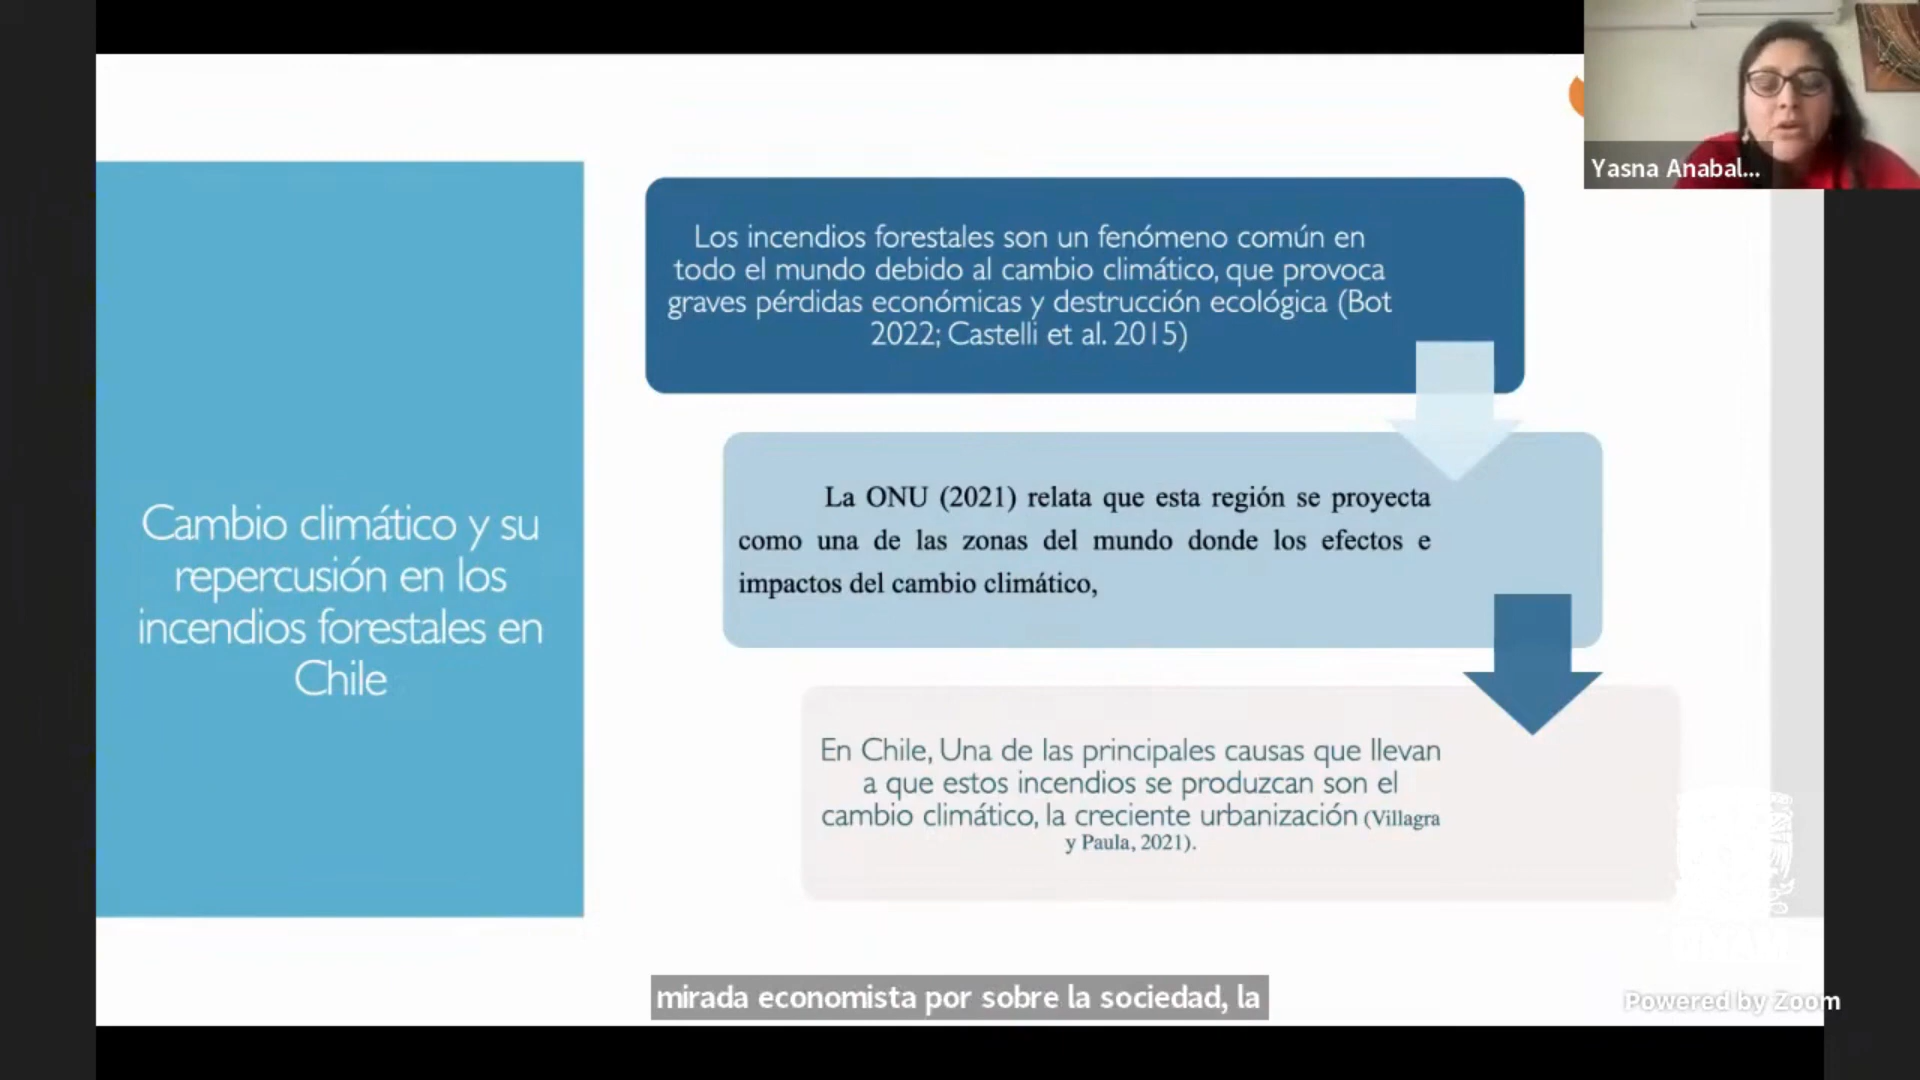 Yasna Anabal...
Los incendios forestales son un fenómeno común en
todo el mundo debido al cambio climático, que provoca
graves pérdidas económicas y destrucción ecológica (Bot
2022; Castelli et al. 2015)
La ONU (2021) relata que esta región se proyecta
como una de las zonas del mundo donde los efectos e
impactos del cambio climático,
Cambio climático y su
repercusión en los
incendios forestales en
Chile
En Chile, Una de las principales causas que llevan
a que estos incendios se produzcan son el
cambio climático, la creciente urbanización (Villagra
y Paula, 2021).
mirada economista por sobre la sociedad, la
Powered by Zoom